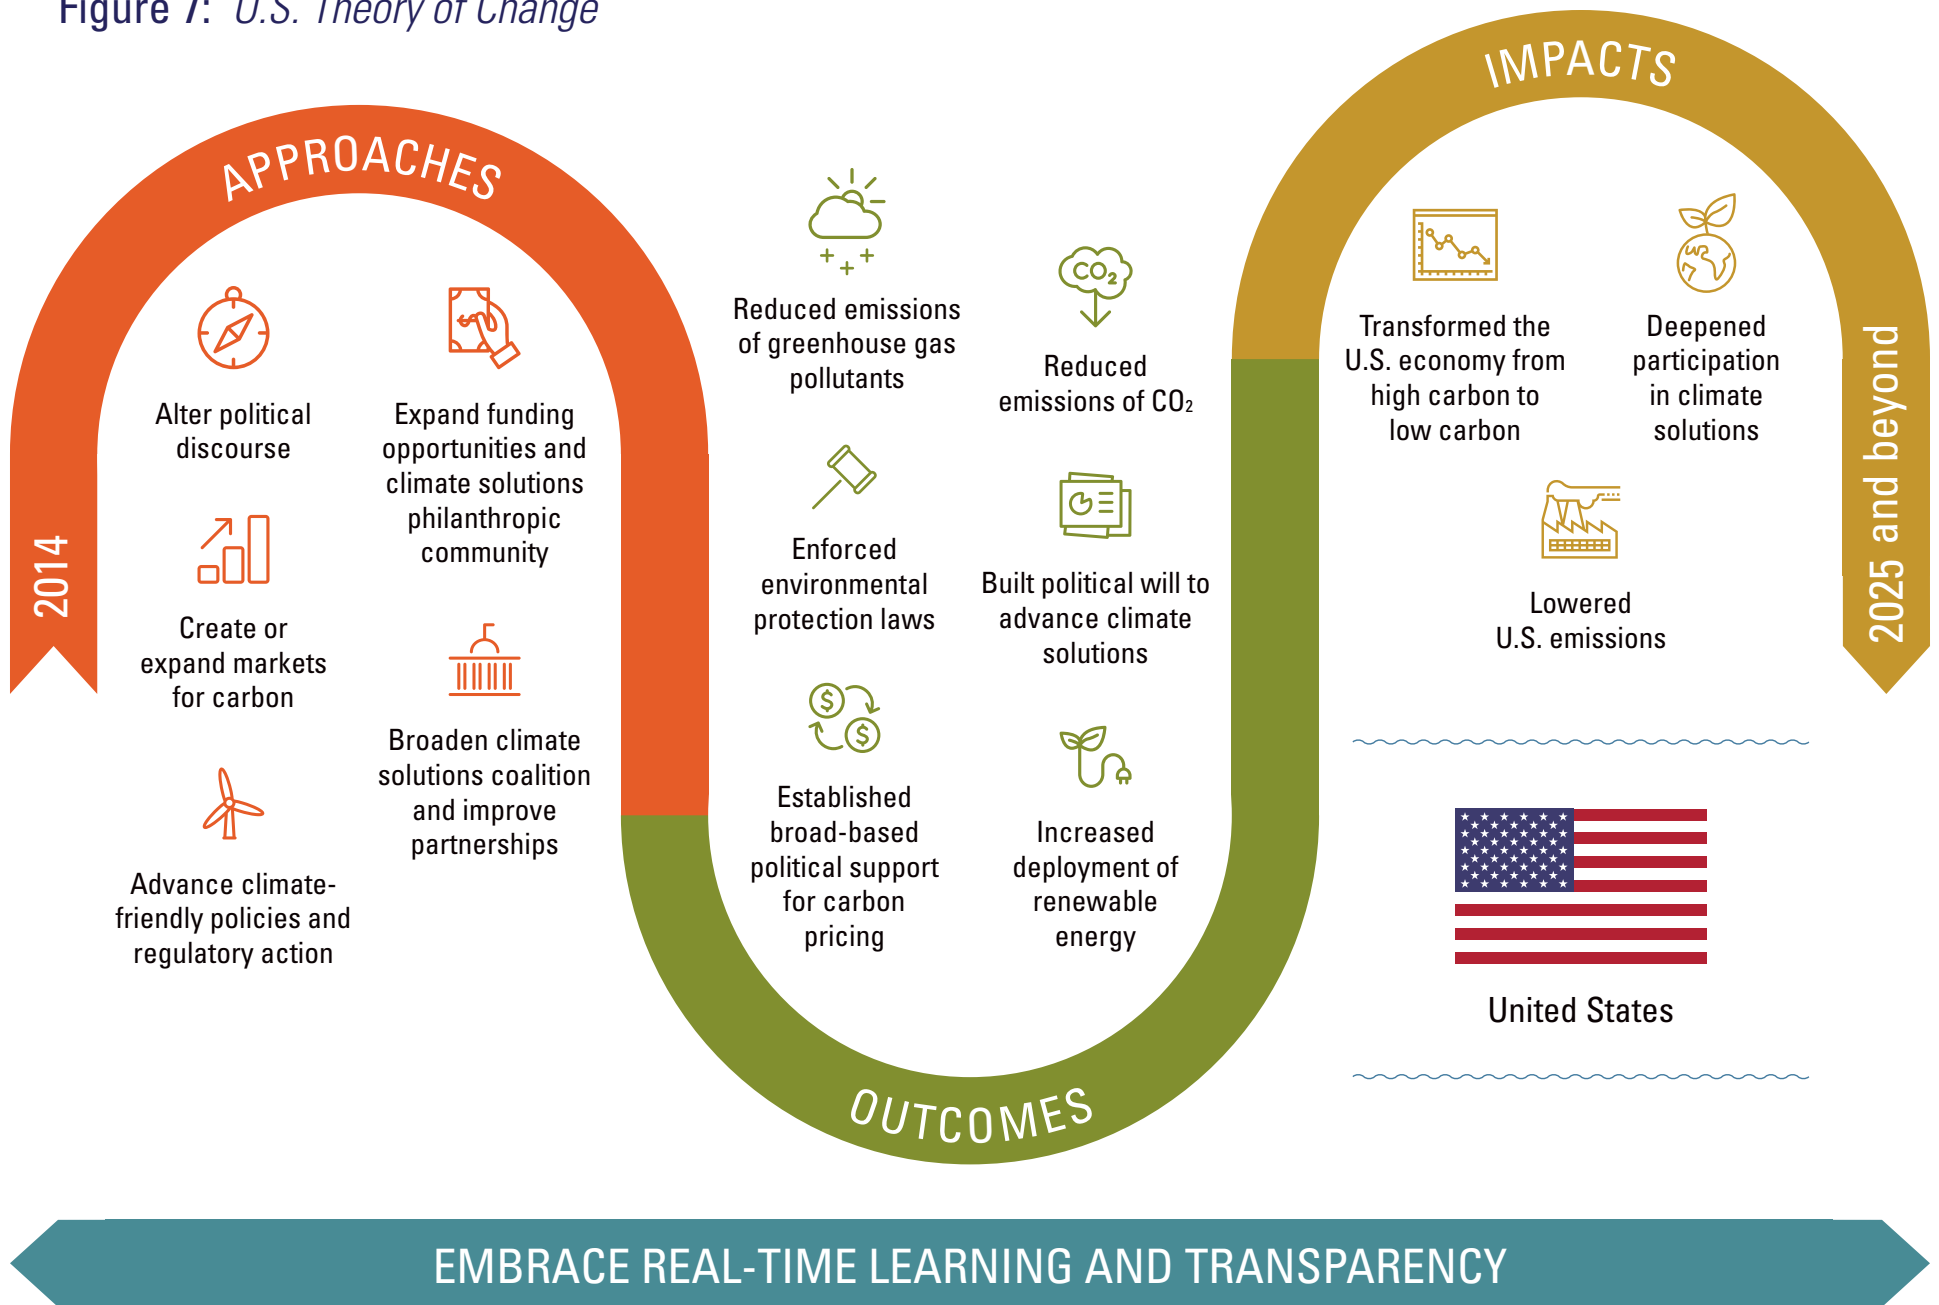 Figure 7: U.S. Theory of Change
APPROACHES
2014
Alter political
discourse
Create or
expand markets
for carbon
Advance climate-
friendly policies and
regulatory action
Expand funding
opportunities and
climate solutions
philanthropic
community
Broaden climate
solutions coalition
and improve
partnerships
OUTCOMES
Reduced emissions
of greenhouse gas
pollutants
Enforced
environmental
protection laws
$
$
Established
broad-based
political support
for carbon
pricing
CO₂
Reduced
emissions of CO₂
Built political will to
advance climate
solutions
Increased
deployment of
renewable
energy
IMPACTS
Transformed the
U.S. economy from
high carbon to
low carbon
Deepened
participation
in climate
solutions
Lowered
U.S. emissions
2025 and beyond
United States
EMBRACE REAL-TIME LEARNING AND TRANSPARENCY